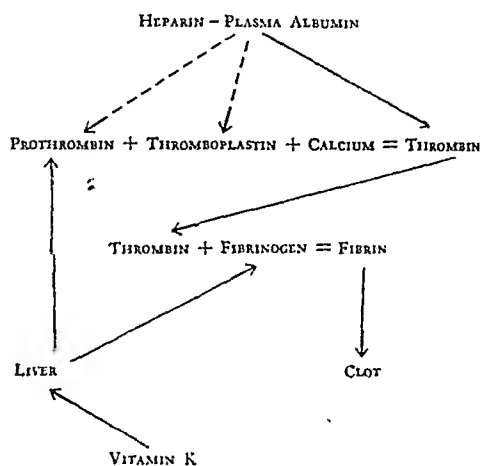 HEPARIN – PLASMA ALBUMIN
PROTHROMBIN + THROMBOPLASTIN + CALCIUM = THROMBIN
THROMBIN + FIBRINOGEN = FIBRIN
LIVER CLOT
VITAMIN K